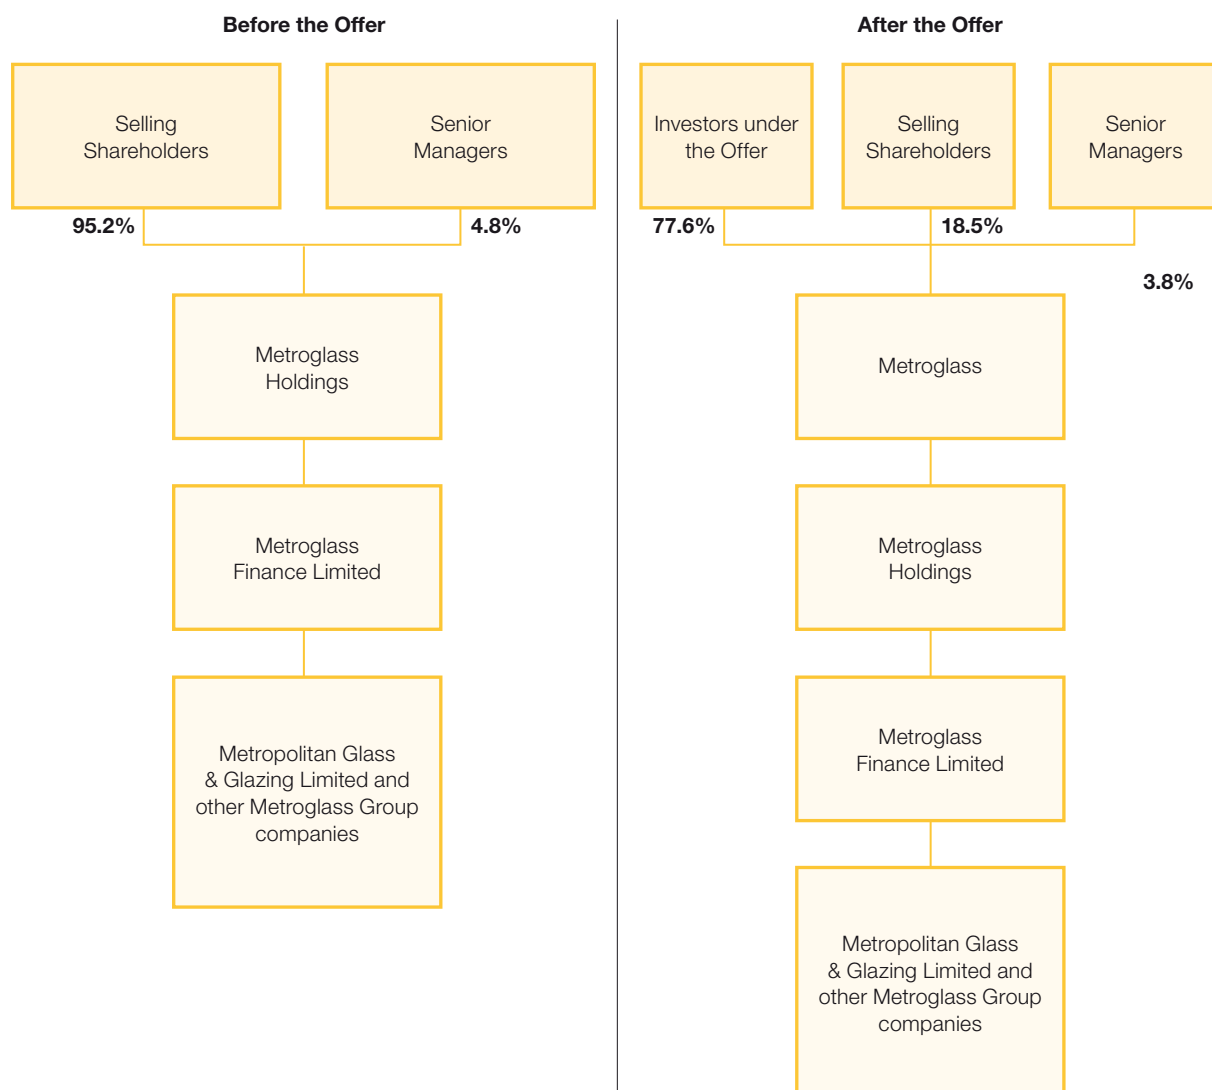 Before the Offer
Selling
Shareholders
Senior
Managers
95.2%
4.8%
Metroglass
Holdings
Metroglass
Finance Limited
Metropolitan Glass
& Glazing Limited and
other Metroglass Group
companies
After the Offer
Investors under
the Offer
Selling
Shareholders
Senior
Managers
77.6%
18.5%
3.8%
Metroglass
Metroglass
Holdings
Metroglass
Finance Limited
Metropolitan Glass
& Glazing Limited and
other Metroglass Group
companies